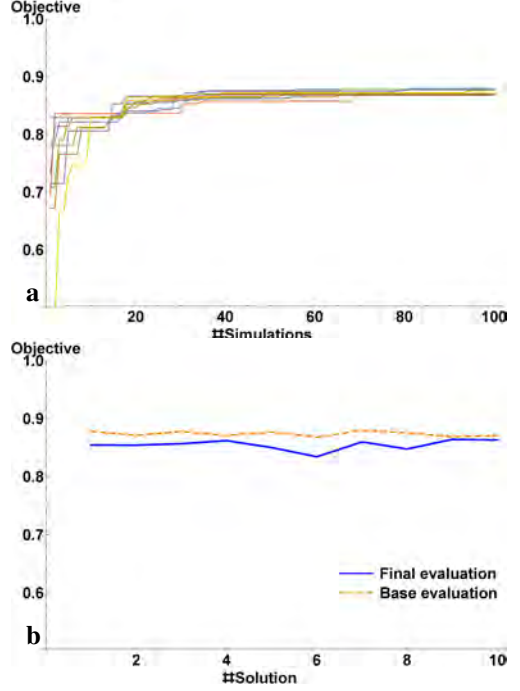 Objective
1.0
0.9
0.8
0.7
0.6
a
20 40 60 80 100
#Simulations
Objective
1.0
0.9
0.8
0.7
0.6
Final evaluation
Base evaluation
b
2 4 6 8 10
#Solution